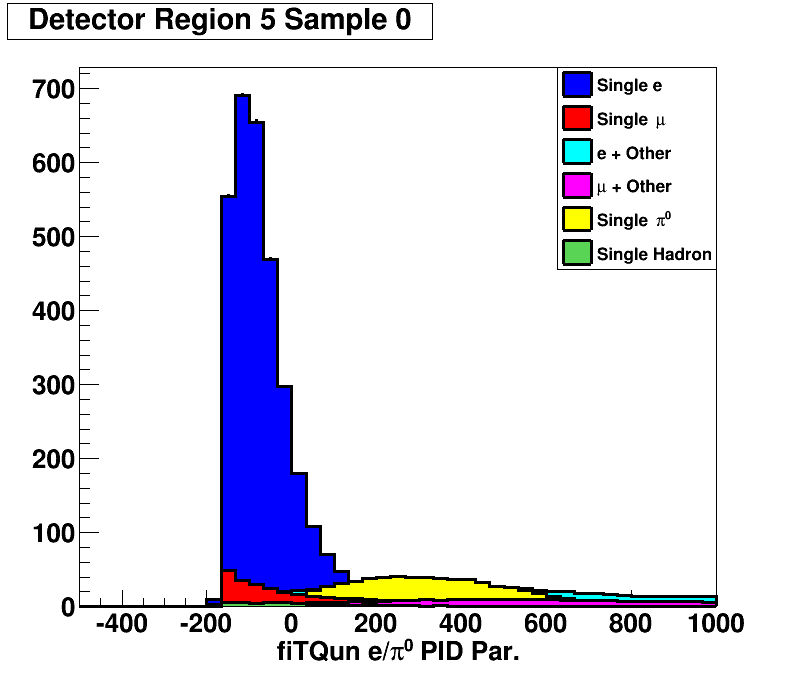 Detector Region 5 Sample 0
700
600
500
400
300
200
100
0
Single e
Single μ
e + Other
μ + Other
Single π⁰
Single Hadron
-400 -200 0 200 400 600 800 1000
fiTQun e/π⁰ PID Par.